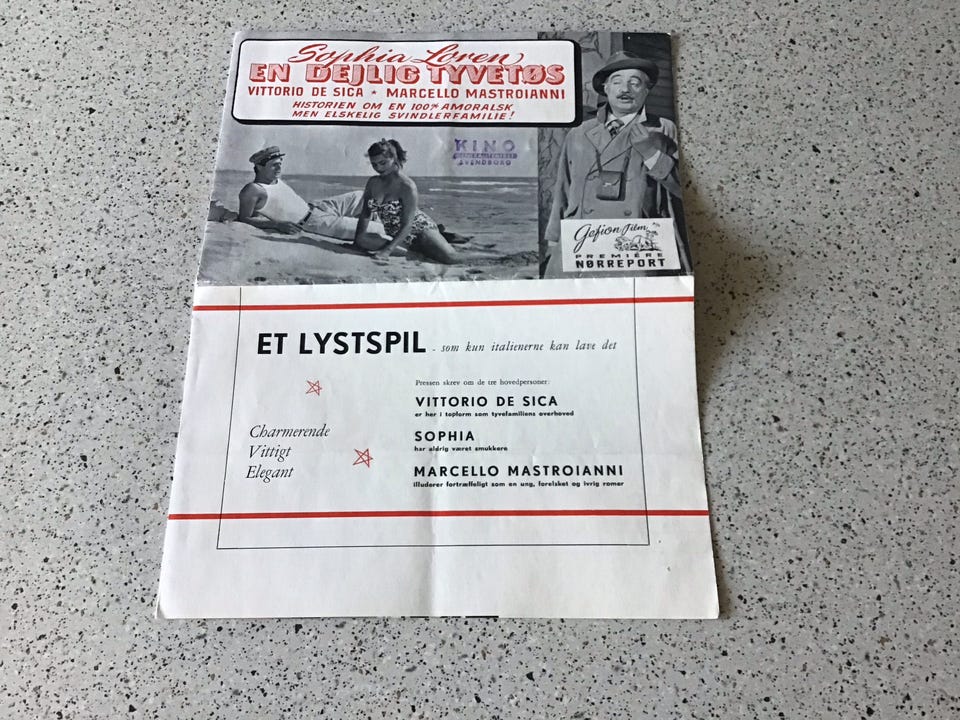 Sophia Loren
EN DEJLIG TYVETØS
VITTORIO DE SICA * MARCELLO MASTROIANNI
HISTORIEN OM EN 100% AMORALSK
MEN ELSKELIG SVINDLERFAMILIE!
KINO
SVENDBORG
Gefion Film
PREMIÈRE
NØRREPORT
ET LYSTSPIL - som kun italienerne kan lave det
Pressen skrev om de tre hovedpersoner:
VITTORIO DE SICA
er her i topform som tyvefamiliens overhoved
Charmerende
Vittigt
Elegant
SOPHIA
har aldrig været smukkere
MARCELLO MASTROIANNI
illuderer fortræffeligt som en ung, forelsket og ivrig romer